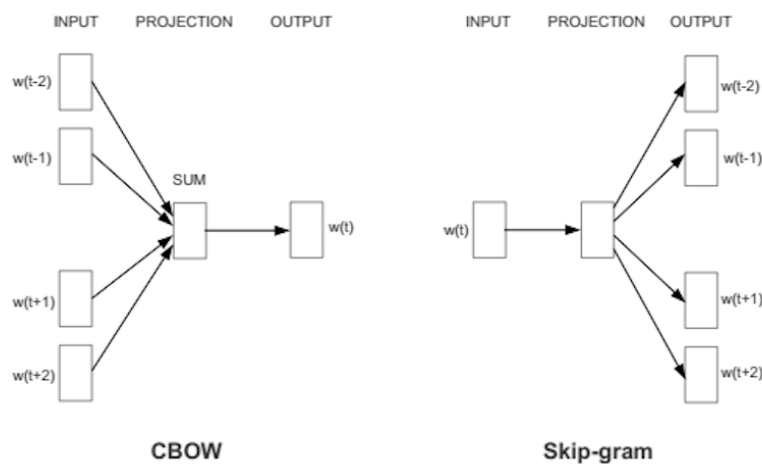 INPUT PROJECTION OUTPUT
w(t-2)
w(t-1)
SUM
w(t)
w(t+1)
w(t+2)
CBOW
INPUT PROJECTION OUTPUT
w(t-2)
w(t-1)
w(t)
w(t+1)
w(t+2)
Skip-gram